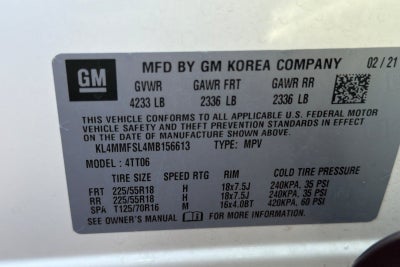 GM MFD BY GM KOREA COMPANY 02/21
GVWR GAWR FRT GAWR RR
4233 LB 2336 LB 2336 LB
THIS VEHICLE CONFORMS TO ALL APPLICABLE U.S. FEDERAL MOTOR
VEHICLE SAFETY AND THEFT PREVENTION STANDARDS IN EFFECT
ON THE DATE OF MANUFACTURE SHOWN ABOVE.
KL4MMFSL4MB156613 TYPE: MPV
MODEL : 4TT06
TIRE SIZE SPEED RTG RIM COLD TIRE PRESSURE
FRT 225/55R18 H 18x7.5J 240KPA, 35 PSI
RR 225/55R18 H 18x7.5J 240KPA, 35 PSI
SPA T125/70R16 M 16x4.0BT 420KPA, 60 PSI
SEE OWNER'S MANUAL FOR MORE INFORMATION.